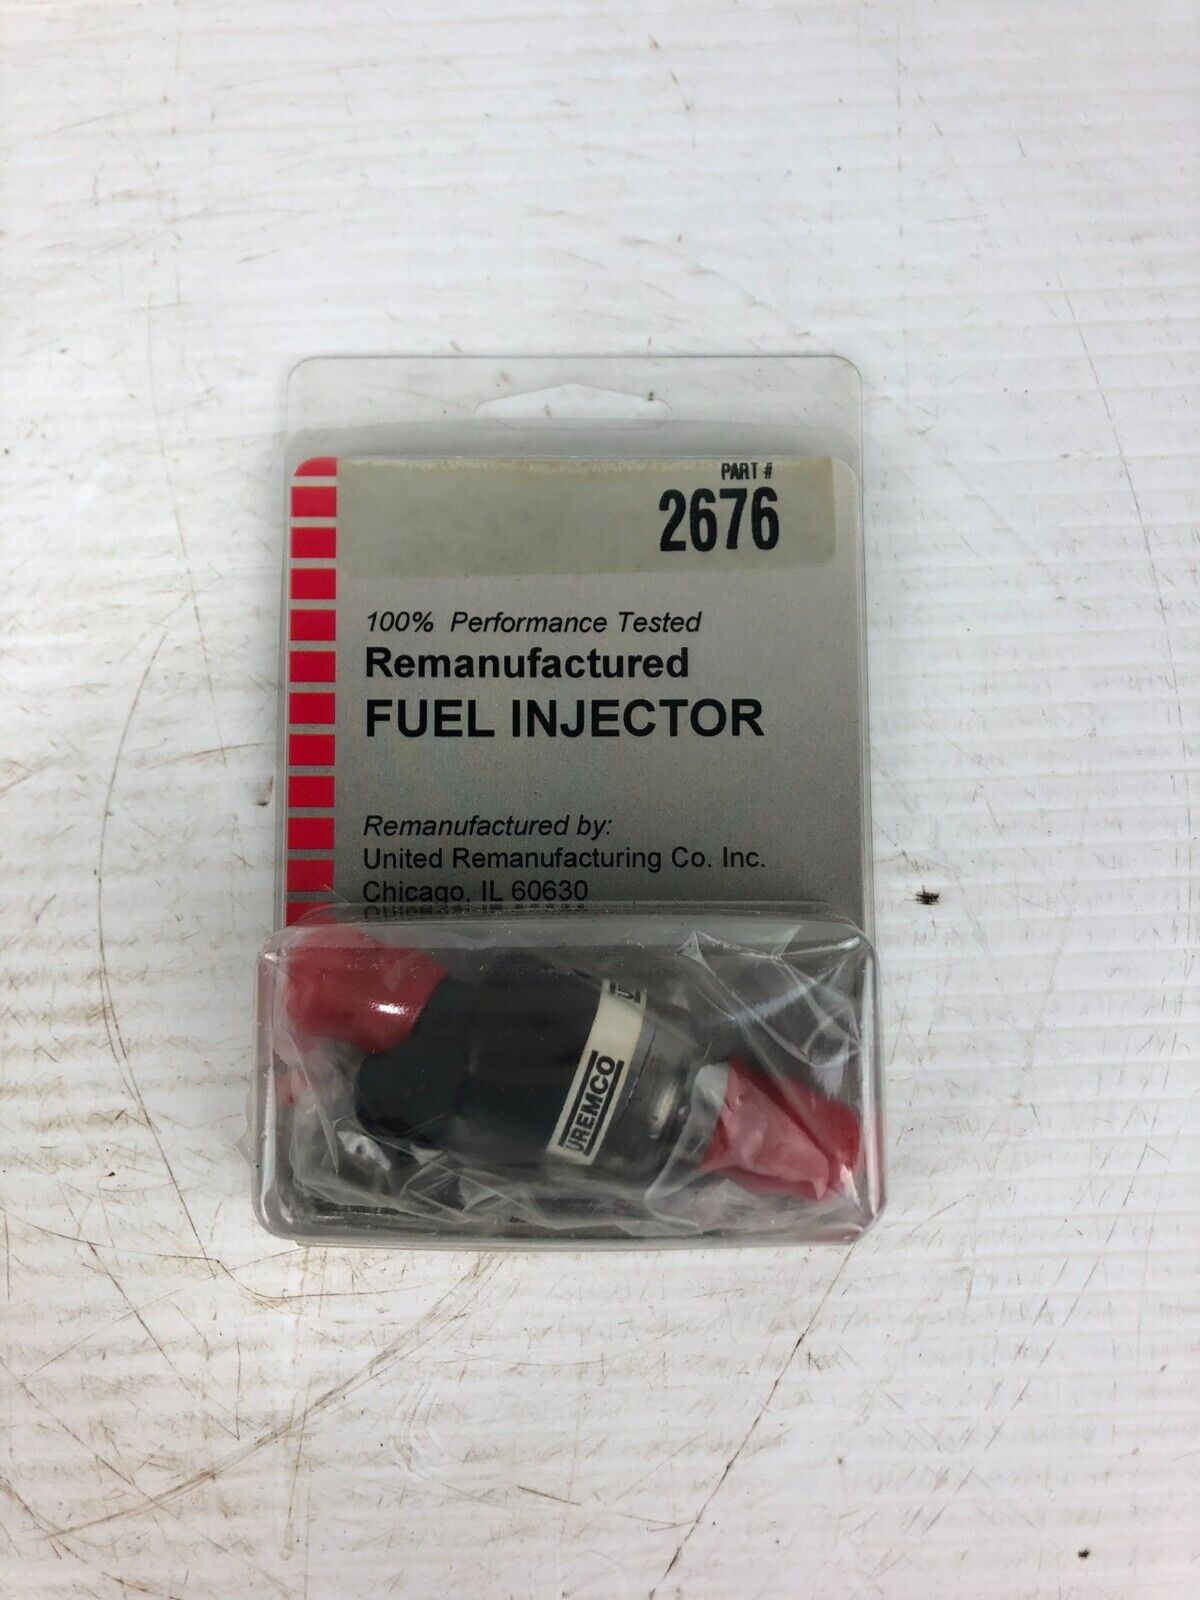 PART #
2676
100% Performance Tested
Remanufactured
FUEL INJECTOR
Remanufactured by:
United Remanufacturing Co. Inc.
Chicago, IL 60630
UREMCO